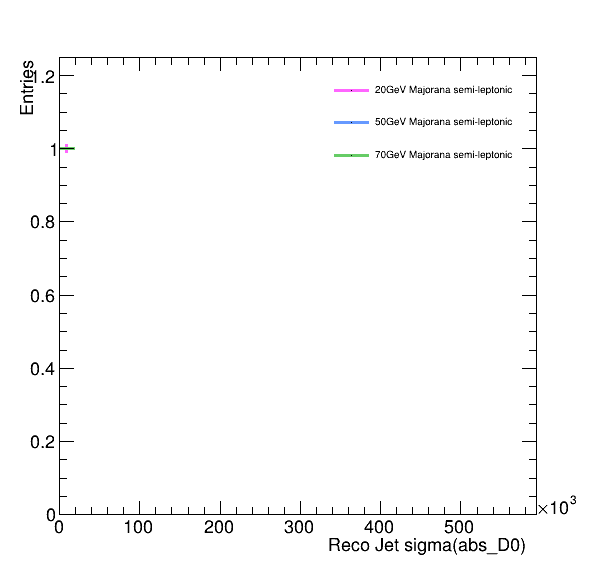 Entries
1.2
1
0.8
0.6
0.4
0.2
0
20GeV Majorana semi-leptonic
50GeV Majorana semi-leptonic
70GeV Majorana semi-leptonic
0 100 200 300 400 500 ×10³
Reco Jet sigma(abs_D0)